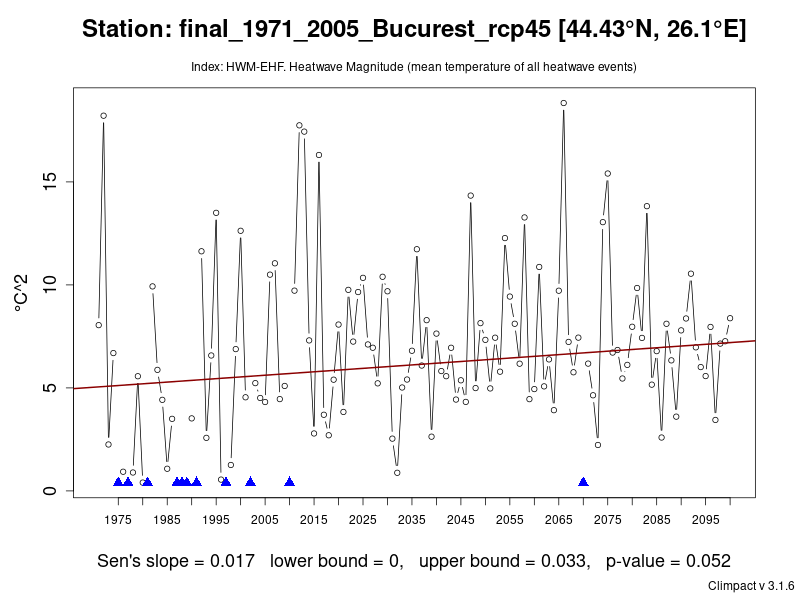 Station: final_1971_2005_Bucurest_rcp45 [44.43°N, 26.1°E]
Index: HWM-EHF. Heatwave Magnitude (mean temperature of all heatwave events)
°C^2
15
10
5
0
1975 1985 1995 2005 2015 2025 2035 2045 2055 2065 2075 2085 2095
Sen's slope = 0.017 lower bound = 0, upper bound = 0.033, p-value = 0.052
Climpact v 3.1.6